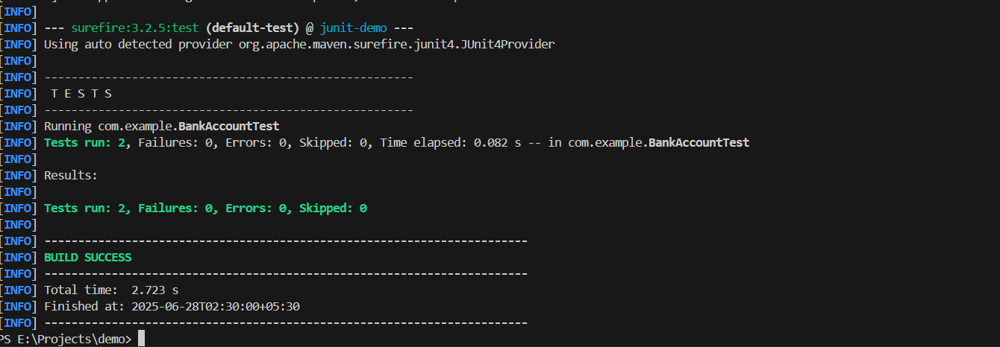 [INFO]
[INFO] --- surefire:3.2.5:test (default-test) @ junit-demo ---
[INFO] Using auto detected provider org.apache.maven.surefire.junit4.JUnit4Provider
[INFO]
[INFO] -------------------------------------------------------
[INFO]  T E S T S
[INFO] -------------------------------------------------------
[INFO] Running com.example.BankAccountTest
[INFO] Tests run: 2, Failures: 0, Errors: 0, Skipped: 0, Time elapsed: 0.082 s -- in com.example.BankAccountTest
[INFO]
[INFO] Results:
[INFO]
[INFO] Tests run: 2, Failures: 0, Errors: 0, Skipped: 0
[INFO]
[INFO] ------------------------------------------------------------------------
[INFO] BUILD SUCCESS
[INFO] ------------------------------------------------------------------------
[INFO] Total time:  2.723 s
[INFO] Finished at: 2025-06-28T02:30:00+05:30
[INFO] ------------------------------------------------------------------------
PS E:\Projects\demo>